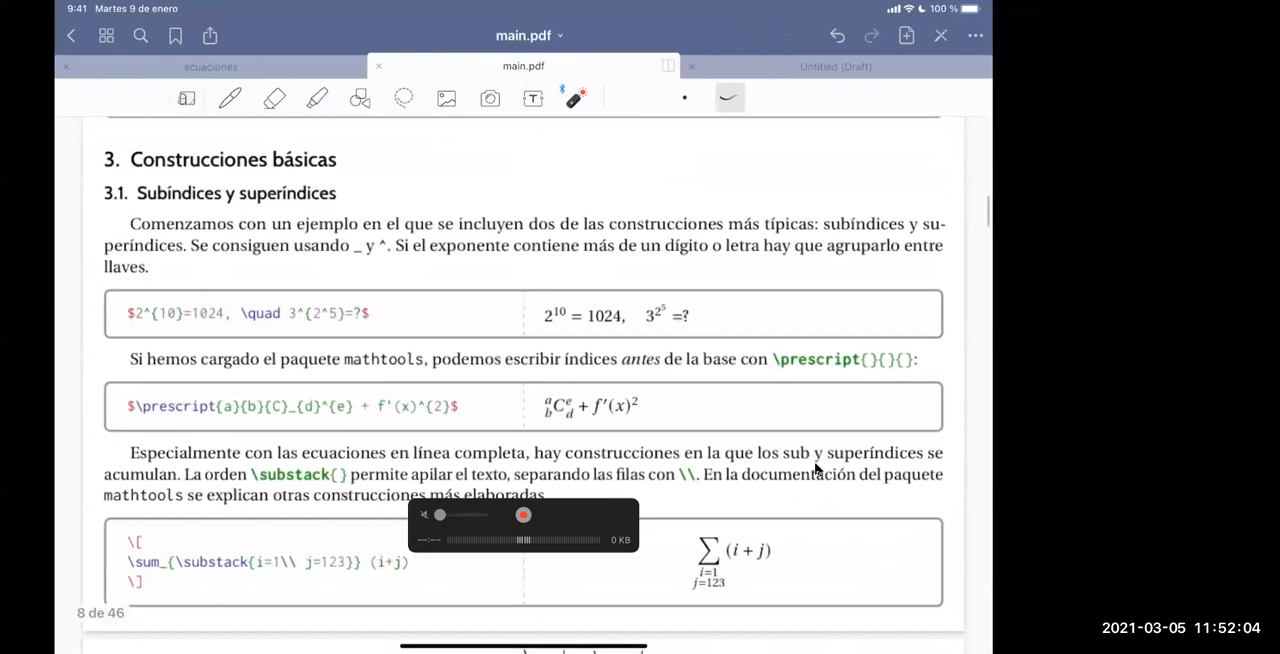 9:41 Martes 9 de enero 100 %
main.pdf
ecuaciones main.pdf Untitled (Draft)
3. Construcciones básicas
3.1. Subíndices y superíndices
Comenzamos con un ejemplo en el que se incluyen dos de las construcciones más típicas: subíndices y su-
períndices. Se consiguen usando _ y ^. Si el exponente contiene más de un dígito o letra hay que agruparlo entre
llaves.
$2^{10}=1024, \quad 3^{2^5}=?$ 2¹⁰ = 1024, 3^{2^5} =?
Si hemos cargado el paquete mathtools, podemos escribir índices antes de la base con \prescript{}{}{}:
$\prescript{a}{b}{C}_{d}^{e} + f'(x)^{2}$ ^a_b C^e_d + f′(x)²
Especialmente con las ecuaciones en línea completa, hay construcciones en la que los sub y superíndices se
acumulan. La orden \substack{} permite apilar el texto, separando las filas con \\. En la documentación del paquete
mathtools se explican otras construcciones más elaboradas
\[
\sum_{\substack{i=1\\ j=123}} (i+j)
\]
∑ (i + j)
i=1
j=123
--:-- 0 KB
8 de 46
2021-03-05 11:52:04